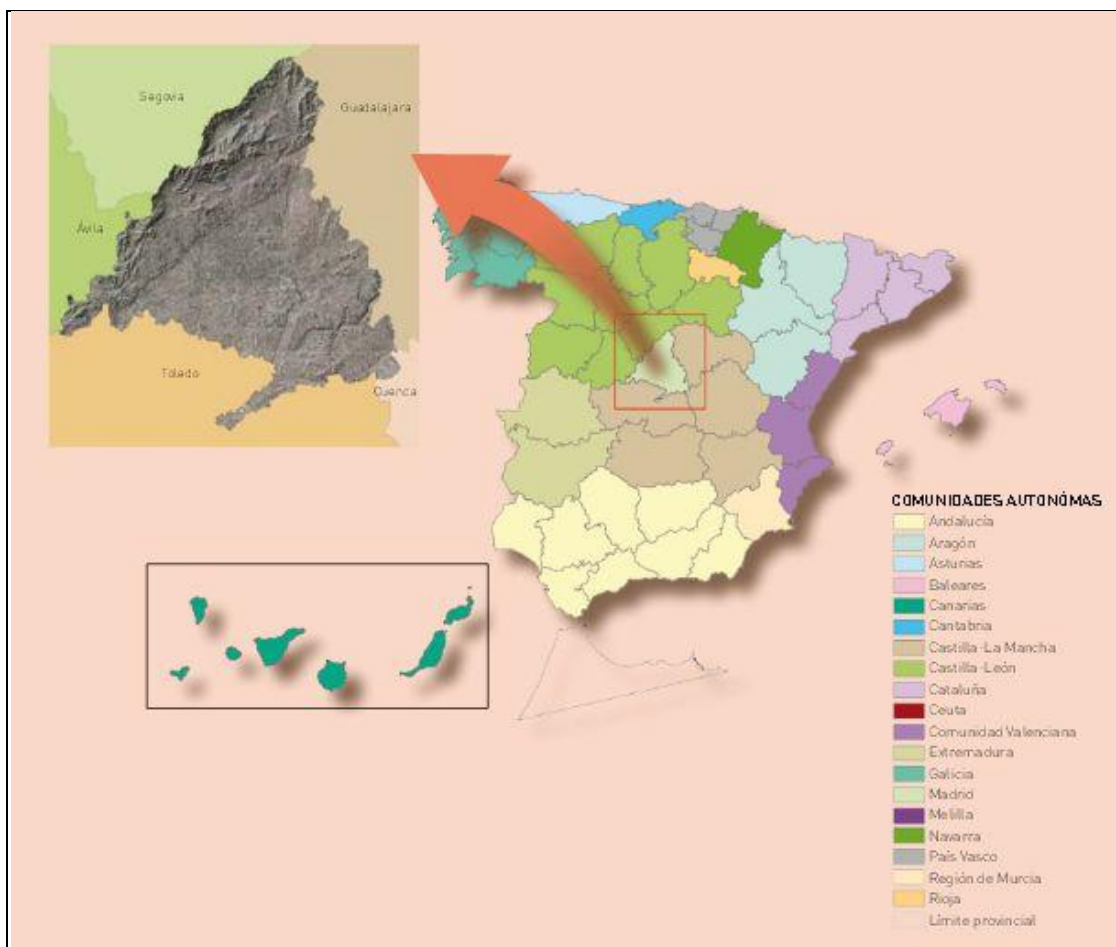 Segovia
Guadalajara
Ávila
Toledo
Cuenca
COMUNIDADES AUTONÓMAS
Andalucía
Aragón
Asturias
Baleares
Canarias
Cantabria
Castilla-La Mancha
Castilla-León
Cataluña
Ceuta
Comunidad Valenciana
Extremadura
Galicia
Madrid
Melilla
Navarra
País Vasco
Región de Murcia
Rioja
Límite provincial